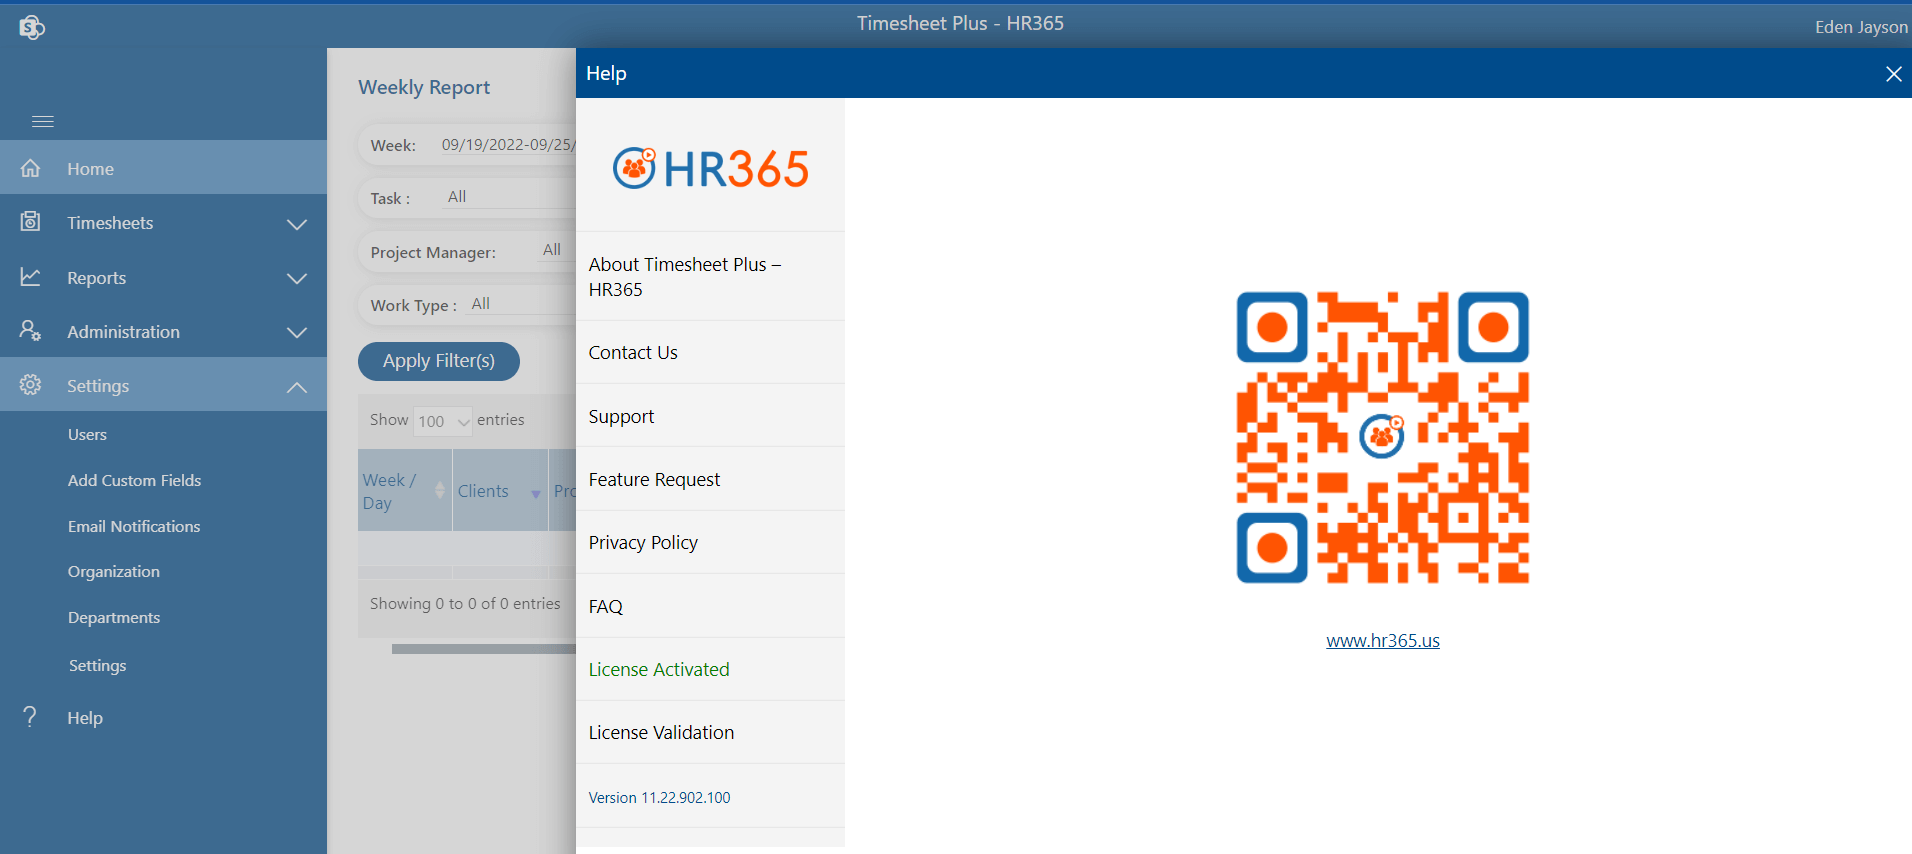 Timesheet Plus - HR365
Eden Jayson
Home
Timesheets
Reports
Administration
Settings
Users
Add Custom Fields
Email Notifications
Organization
Departments
Settings
Help
Weekly Report
Week: 09/19/2022-09/25/
Task : All
Project Manager: All
Work Type : All
Apply Filter(s)
Show 100 entries
Week /
Day
Clients
Showing 0 to 0 of 0 entries
Help
HR365
About Timesheet Plus –
HR365
Contact Us
Support
Feature Request
Privacy Policy
FAQ
License Activated
License Validation
Version 11.22.902.100
www.hr365.us